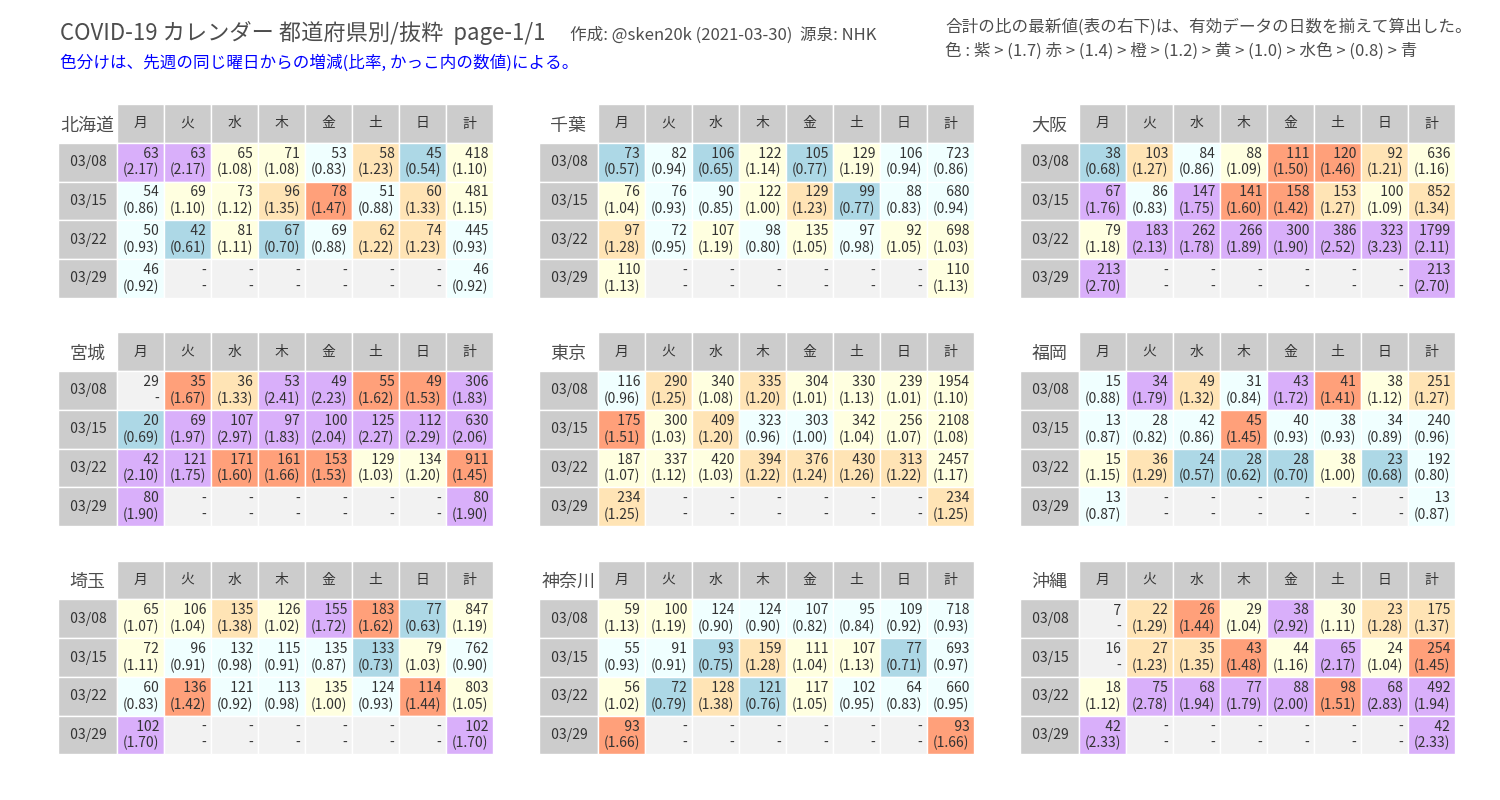 COVID-19 カレンダー 都道府県別/抜粋 page-1/1 作成: @sken20k (2021-03-30) 源泉: NHK
合計の比の最新値(表の右下)は、有効データの日数を揃えて算出した。
色分けは、先週の同じ曜日からの増減(比率, かっこ内の数値)による。
色 : 紫 > (1.7) 赤 > (1.4) > 橙 > (1.2) > 黄 > (1.0) > 水色 > (0.8) > 青
北海道 月 火 水 木 金 土 日 計
03/08 63 63 65 71 53 58 45 418
(2.17) (2.17) (1.08) (1.08) (0.83) (1.23) (0.54) (1.10)
03/15 54 69 73 96 78 51 60 481
(0.86) (1.10) (1.12) (1.35) (1.47) (0.88) (1.33) (1.15)
03/22 50 42 81 67 69 62 74 445
(0.93) (0.61) (1.11) (0.70) (0.88) (1.22) (1.23) (0.93)
03/29 46 - - - - - - 46
(0.92) - - - - - - (0.92)
千葉 月 火 水 木 金 土 日 計
03/08 73 82 106 122 105 129 106 723
(0.57) (0.94) (0.65) (1.14) (0.77) (1.19) (0.94) (0.86)
03/15 76 76 90 122 129 99 88 680
(1.04) (0.93) (0.85) (1.00) (1.23) (0.77) (0.83) (0.94)
03/22 97 72 107 98 135 97 92 698
(1.28) (0.95) (1.19) (0.80) (1.05) (0.98) (1.05) (1.03)
03/29 110 - - - - - - 110
(1.13) - - - - - - (1.13)
大阪 月 火 水 木 金 土 日 計
03/08 38 103 84 88 111 120 92 636
(0.68) (1.27) (0.86) (1.09) (1.50) (1.46) (1.21) (1.16)
03/15 67 86 147 141 158 153 100 852
(1.76) (0.83) (1.75) (1.60) (1.42) (1.27) (1.09) (1.34)
03/22 79 183 262 266 300 386 323 1799
(1.18) (2.13) (1.78) (1.89) (1.90) (2.52) (3.23) (2.11)
03/29 213 - - - - - - 213
(2.70) - - - - - - (2.70)
宮城 月 火 水 木 金 土 日 計
03/08 29 35 36 53 49 55 49 306
- (1.67) (1.33) (2.41) (2.23) (1.62) (1.53) (1.83)
03/15 20 69 107 97 100 125 112 630
(0.69) (1.97) (2.97) (1.83) (2.04) (2.27) (2.29) (2.06)
03/22 42 121 171 161 153 129 134 911
(2.10) (1.75) (1.60) (1.66) (1.53) (1.03) (1.20) (1.45)
03/29 80 - - - - - - 80
(1.90) - - - - - - (1.90)
東京 月 火 水 木 金 土 日 計
03/08 116 290 340 335 304 330 239 1954
(0.96) (1.25) (1.08) (1.20) (1.01) (1.13) (1.01) (1.10)
03/15 175 300 409 323 303 342 256 2108
(1.51) (1.03) (1.20) (0.96) (1.00) (1.04) (1.07) (1.08)
03/22 187 337 420 394 376 430 313 2457
(1.07) (1.12) (1.03) (1.22) (1.24) (1.26) (1.22) (1.17)
03/29 234 - - - - - - 234
(1.25) - - - - - - (1.25)
福岡 月 火 水 木 金 土 日 計
03/08 15 34 49 31 43 41 38 251
(0.88) (1.79) (1.32) (0.84) (1.72) (1.41) (1.12) (1.27)
03/15 13 28 42 45 40 38 34 240
(0.87) (0.82) (0.86) (1.45) (0.93) (0.93) (0.89) (0.96)
03/22 15 36 24 28 28 38 23 192
(1.15) (1.29) (0.57) (0.62) (0.70) (1.00) (0.68) (0.80)
03/29 13 - - - - - - 13
(0.87) - - - - - - (0.87)
埼玉 月 火 水 木 金 土 日 計
03/08 65 106 135 126 155 183 77 847
(1.07) (1.04) (1.38) (1.02) (1.72) (1.62) (0.63) (1.19)
03/15 72 96 132 115 135 133 79 762
(1.11) (0.91) (0.98) (0.91) (0.87) (0.73) (1.03) (0.90)
03/22 60 136 121 113 135 124 114 803
(0.83) (1.42) (0.92) (0.98) (1.00) (0.93) (1.44) (1.05)
03/29 102 - - - - - - 102
(1.70) - - - - - - (1.70)
神奈川 月 火 水 木 金 土 日 計
03/08 59 100 124 124 107 95 109 718
(1.13) (1.19) (0.90) (0.90) (0.82) (0.84) (0.92) (0.93)
03/15 55 91 93 159 111 107 77 693
(0.93) (0.91) (0.75) (1.28) (1.04) (1.13) (0.71) (0.97)
03/22 56 72 128 121 117 102 64 660
(1.02) (0.79) (1.38) (0.76) (1.05) (0.95) (0.83) (0.95)
03/29 93 - - - - - - 93
(1.66) - - - - - - (1.66)
沖縄 月 火 水 木 金 土 日 計
03/08 7 22 26 29 38 30 23 175
- (1.29) (1.44) (1.04) (2.92) (1.11) (1.28) (1.37)
03/15 16 27 35 43 44 65 24 254
- (1.23) (1.35) (1.48) (1.16) (2.17) (1.04) (1.45)
03/22 18 75 68 77 88 98 68 492
(1.12) (2.78) (1.94) (1.79) (2.00) (1.51) (2.83) (1.94)
03/29 42 - - - - - - 42
(2.33) - - - - - - (2.33)